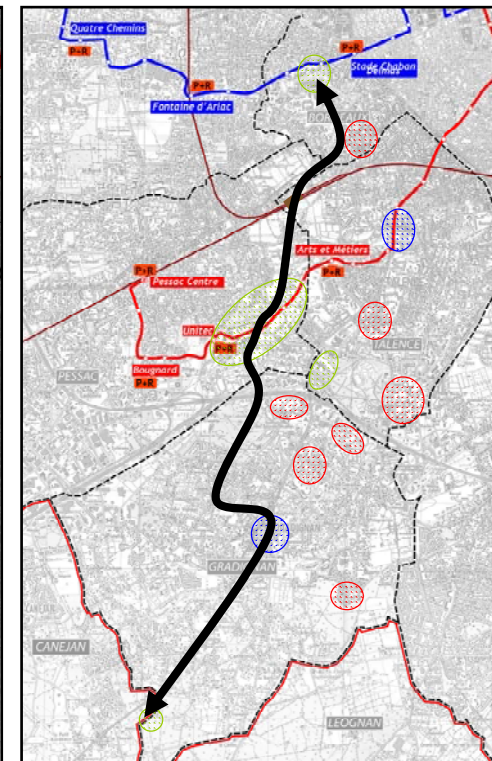 Quatre Chemins
P+R
P+R
Stade Chaban
Delmas
P+R
Fontaine d'Arlac
Arts et Métiers
P+R
P+R
Pessac Centre
Unitec
P+R
TALENCE
Bougnard
P+R
PESSAC
GRADIGNAN
CANEJAN
LEOGNAN